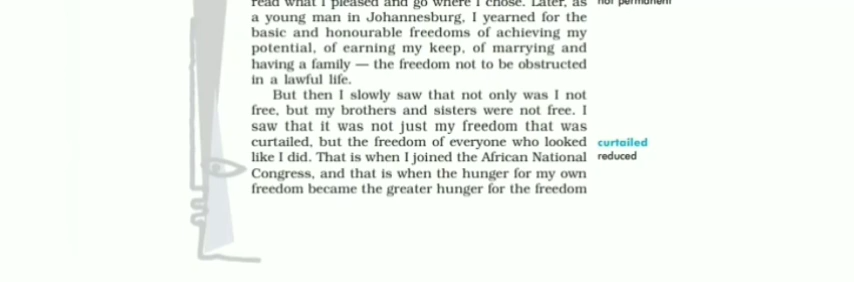 read what I pleased and go where I chose. Later, as
not permanent
a young man in Johannesburg, I yearned for the
basic and honourable freedoms of achieving my
potential, of earning my keep, of marrying and
having a family — the freedom not to be obstructed
in a lawful life.
But then I slowly saw that not only was I not
free, but my brothers and sisters were not free. I
saw that it was not just my freedom that was
curtailed, but the freedom of everyone who looked
like I did. That is when I joined the African National
Congress, and that is when the hunger for my own
freedom became the greater hunger for the freedom
curtailed
reduced